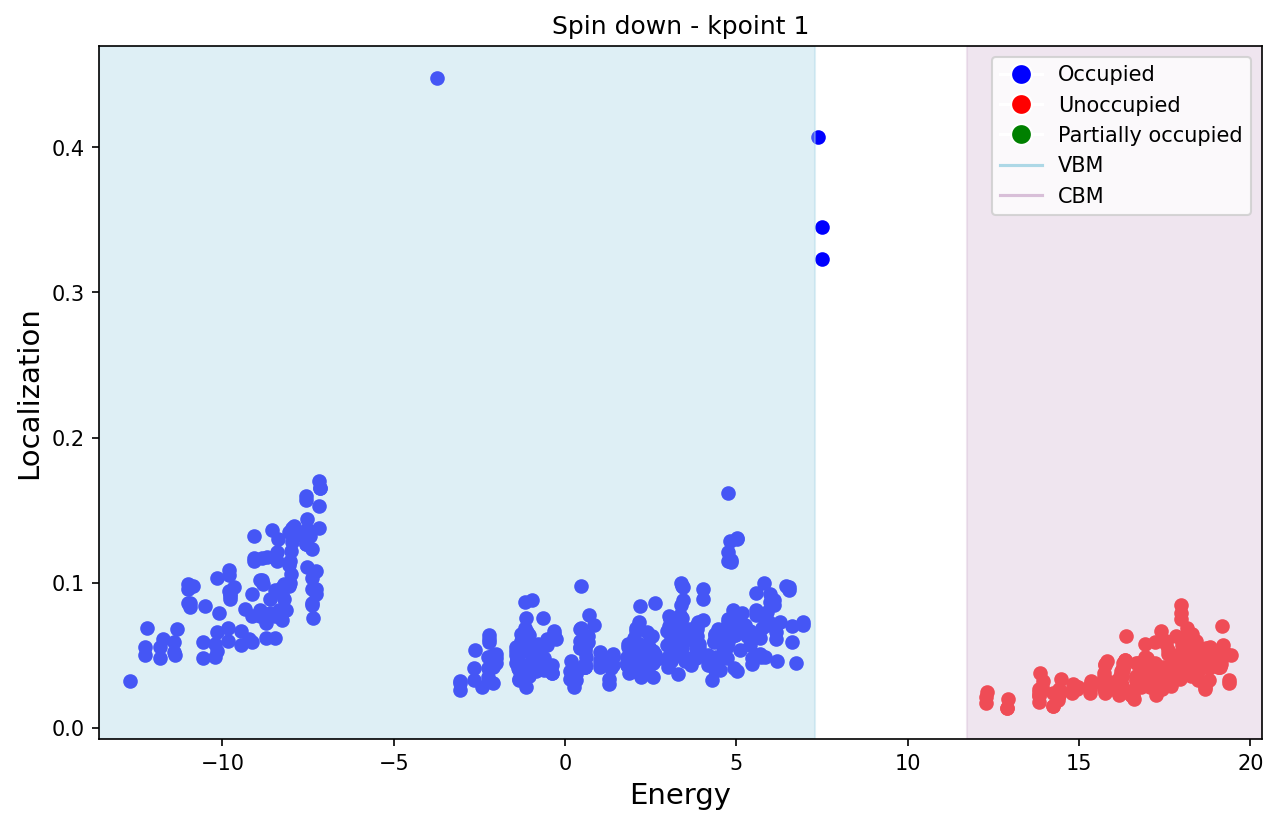 Spin down - kpoint 1
Localization
0.4
0.3
0.2
0.1
0.0
Occupied
Unoccupied
Partially occupied
VBM
CBM
−10
−5
0
5
10
15
20
Energy